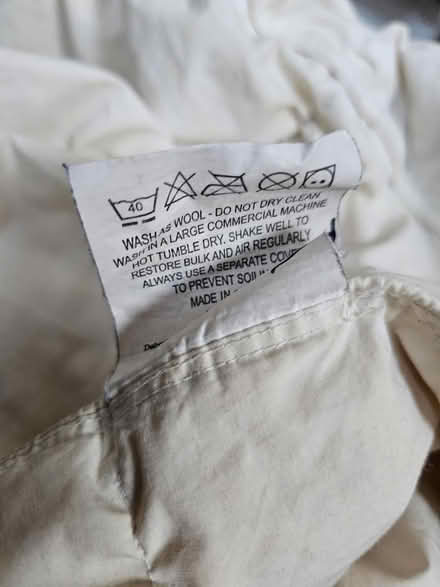 40
WASH AS WOOL - DO NOT DRY CLEAN
WASH IN A LARGE COMMERCIAL MACHINE
HOT TUMBLE DRY. SHAKE WELL TO
RESTORE BULK AND AIR REGULARLY
ALWAYS USE A SEPARATE
TO PREVENT
MADE IN